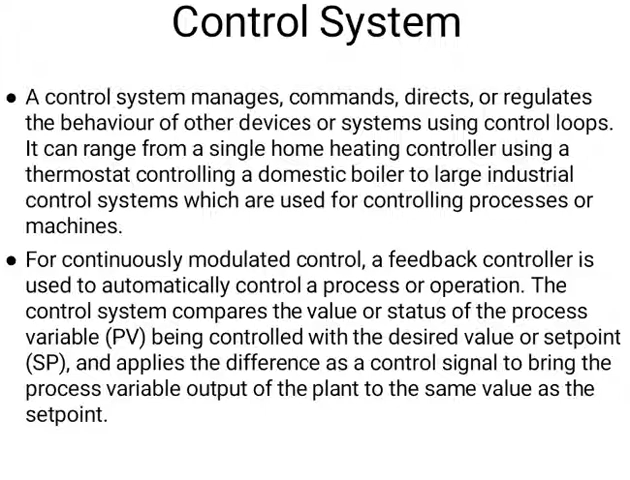 Control System
● A control system manages, commands, directs, or regulates
the behaviour of other devices or systems using control loops.
It can range from a single home heating controller using a
thermostat controlling a domestic boiler to large industrial
control systems which are used for controlling processes or
machines.
● For continuously modulated control, a feedback controller is
used to automatically control a process or operation. The
control system compares the value or status of the process
variable (PV) being controlled with the desired value or setpoint
(SP), and applies the difference as a control signal to bring the
process variable output of the plant to the same value as the
setpoint.